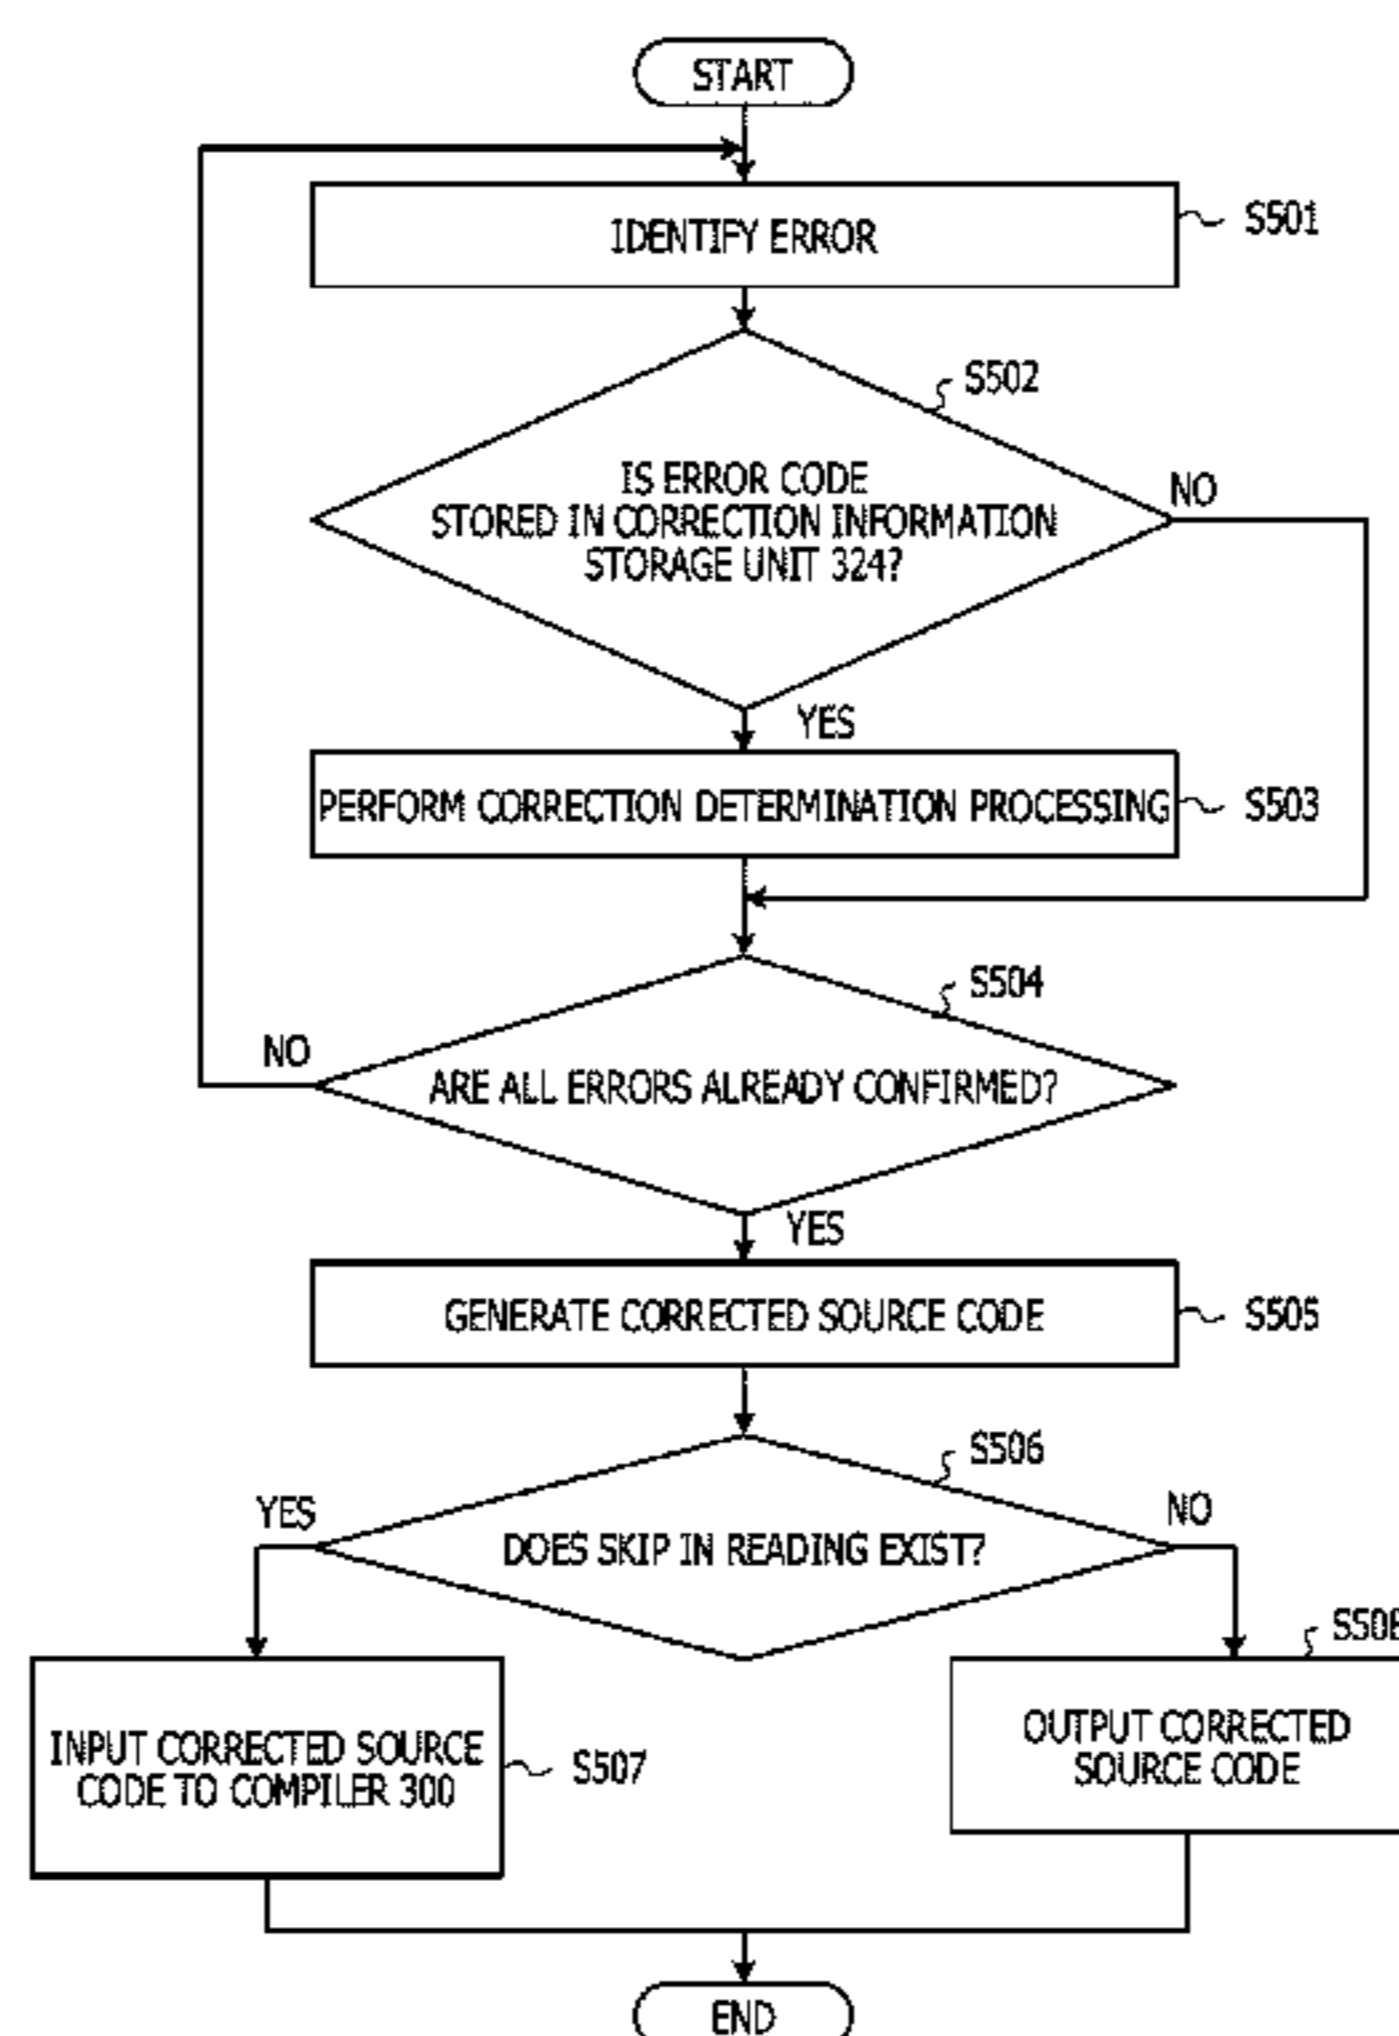 START
IDENTIFY ERROR
S501
S502
IS ERROR CODE
STORED IN CORRECTION INFORMATION
STORAGE UNIT 324?
NO
YES
PERFORM CORRECTION DETERMINATION PROCESSING
S503
S504
NO
ARE ALL ERRORS ALREADY CONFIRMED?
YES
GENERATE CORRECTED SOURCE CODE
S505
S506
YES
DOES SKIP IN READING EXIST?
NO
S508
INPUT CORRECTED SOURCE
CODE TO COMPILER 300
S507
OUTPUT CORRECTED
SOURCE CODE
END